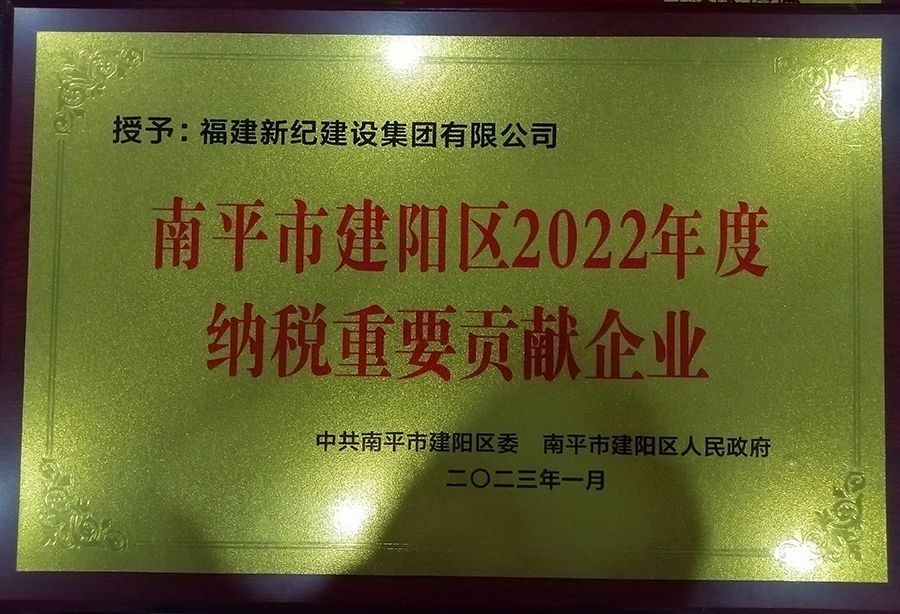 授予：福建新纪建设集团有限公司
南平市建阳区2022年度
纳税重要贡献企业
中共南平市建阳区委　南平市建阳区人民政府
二〇二三年一月